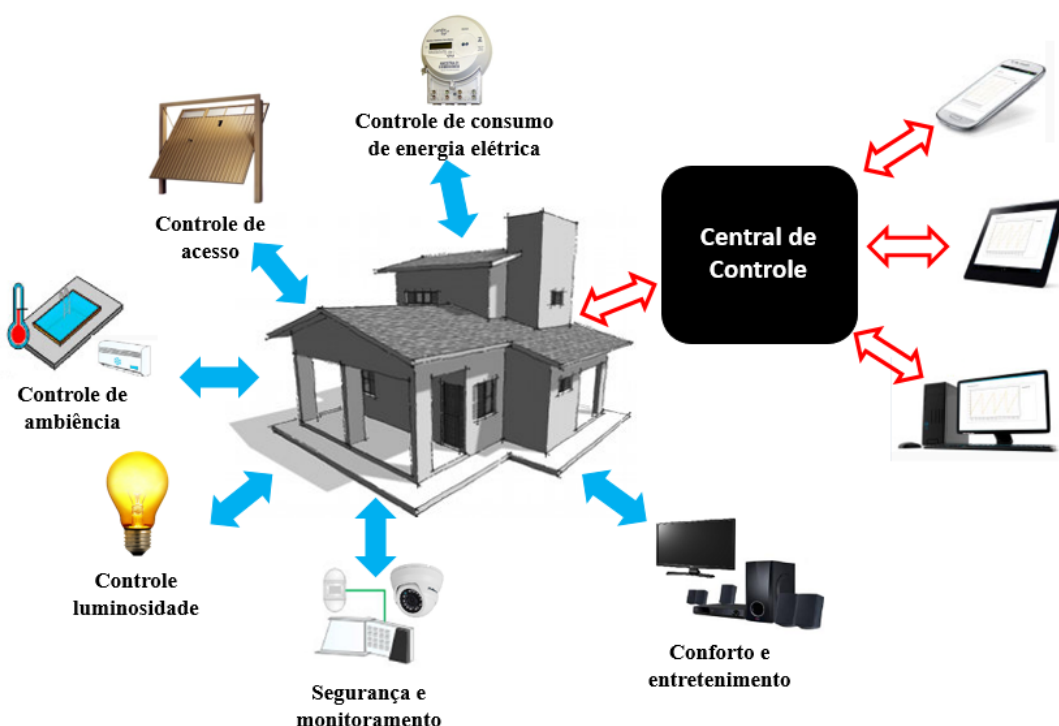 Controle de consumo
de energia elétrica
Controle de
acesso
Central de
Controle
Controle de
ambiência
Controle
luminosidade
Segurança e
monitoramento
Conforto e
entretenimento